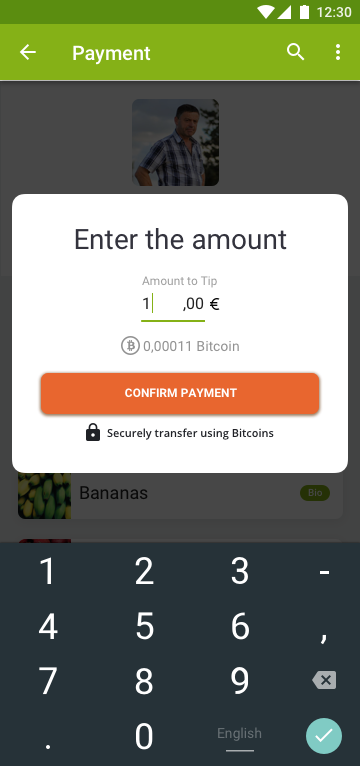 12:30
Payment
Enter the amount
Amount to Tip
1 ,00 €
0,00011 Bitcoin
CONFIRM PAYMENT
Securely transfer using Bitcoins
Bananas Bio
1 2 3 -
4 5 6 ,
7 8 9
. 0 English